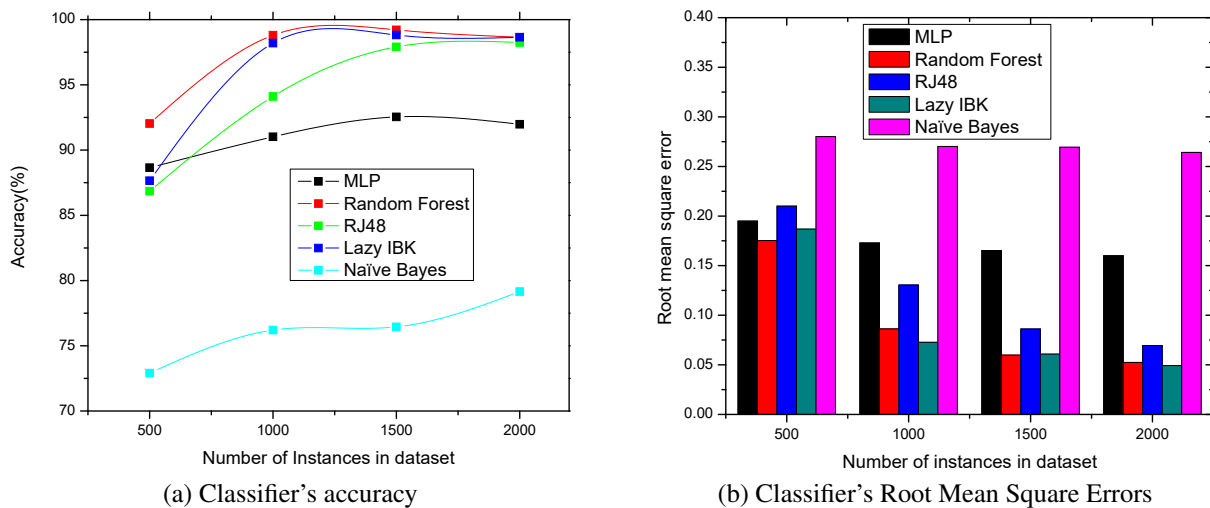 100
95
90
85
80
75
70
Accuracy(%)
MLP
Random Forest
RJ48
Lazy IBK
Naïve Bayes
500 1000 1500 2000
Number of Instances in dataset
(a) Classifier's accuracy
0.40
0.35
0.30
0.25
0.20
0.15
0.10
0.05
0.00
Root mean square error
MLP
Random Forest
RJ48
Lazy IBK
Naïve Bayes
500 1000 1500 2000
Number of instances in dataset
(b) Classifier's Root Mean Square Errors